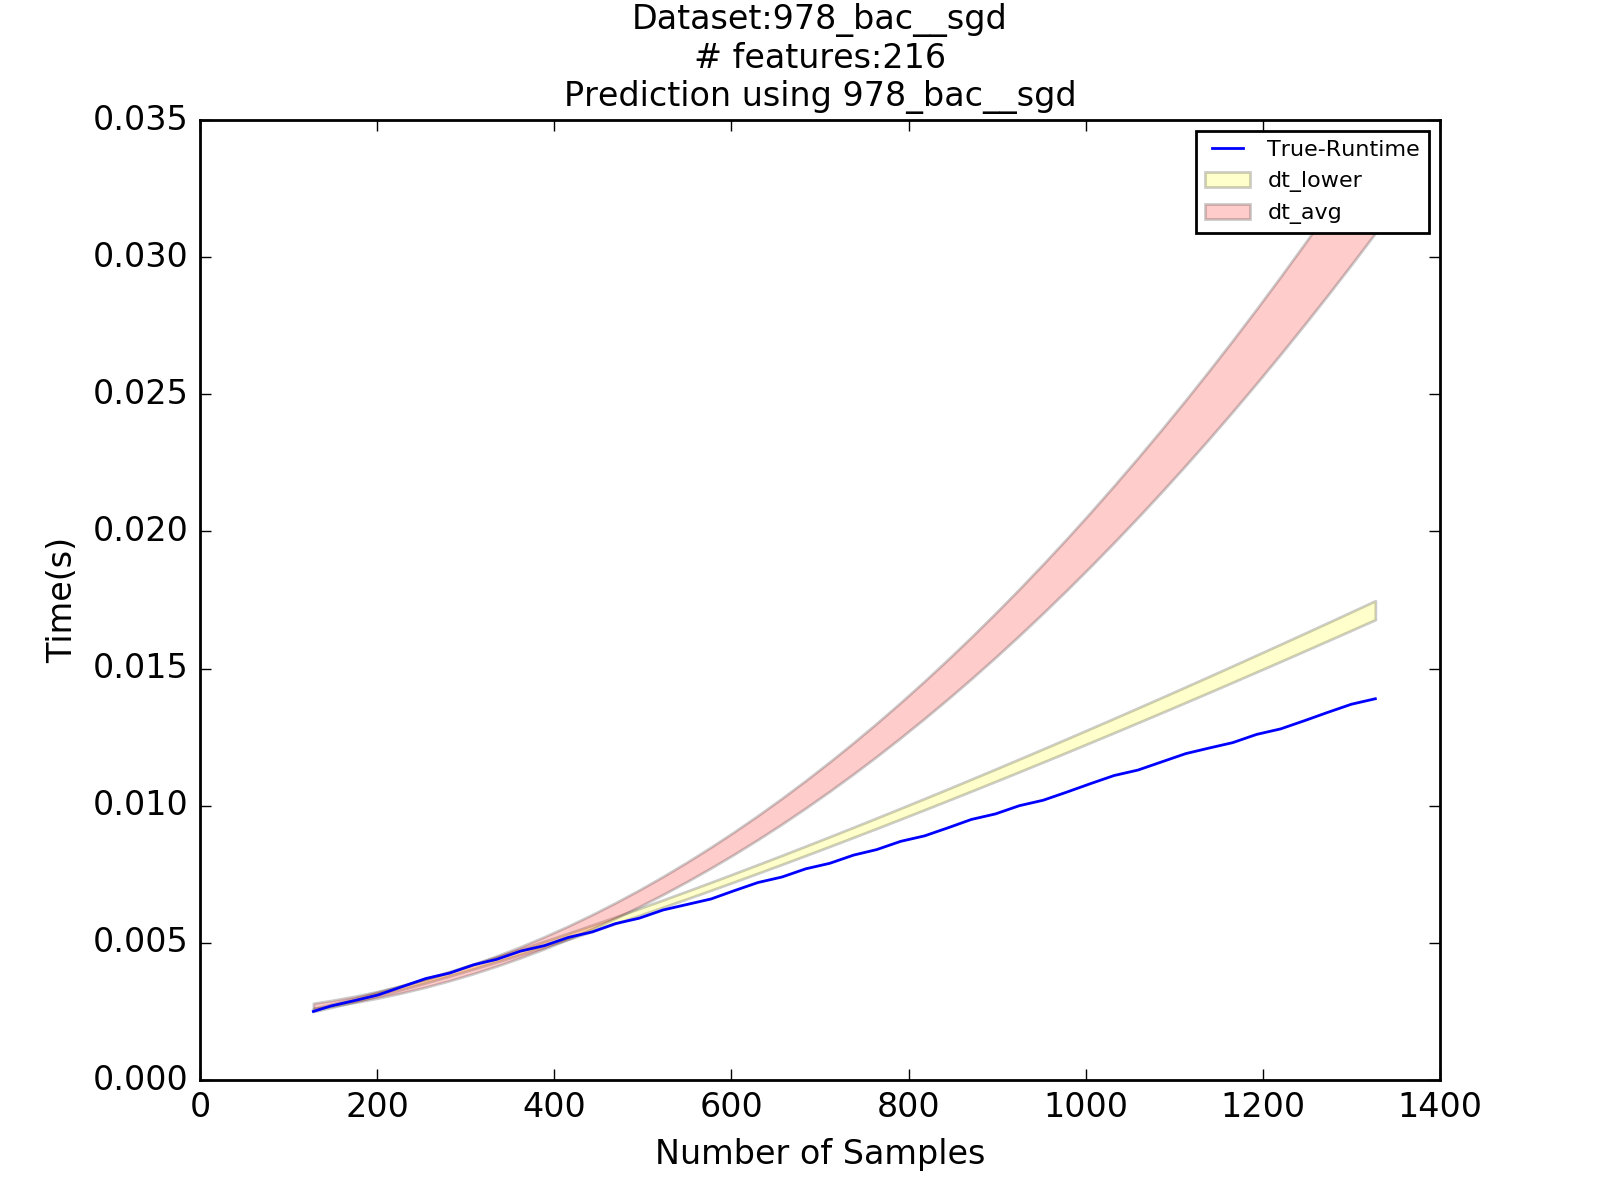 Dataset:978_bac__sgd
# features:216
Prediction using 978_bac__sgd
0.035
0.030
0.025
0.020
0.015
0.010
0.005
0.000
Time(s)
True-Runtime
dt_lower
dt_avg
0 200 400 600 800 1000 1200 1400
Number of Samples